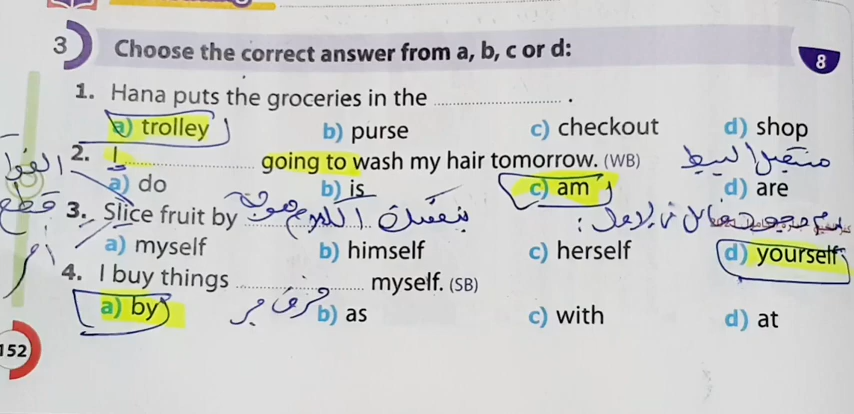 3 Choose the correct answer from a, b, c or d:
8
1. Hana puts the groceries in the .
a) trolley b) purse c) checkout d) shop
2. I going to wash my hair tomorrow. (WB)
a) do b) is c) am d) are
3. Slice fruit by
a) myself b) himself c) herself d) yourself
4. I buy things myself. (SB)
a) by b) as c) with d) at
حرف جر
152